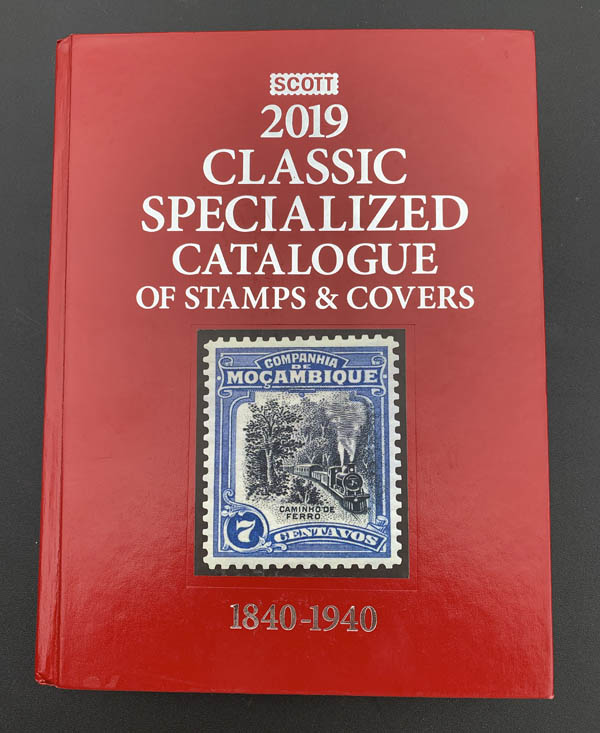 SCOTT
2019
CLASSIC
SPECIALIZED
CATALOGUE
OF STAMPS & COVERS
COMPANHIA
DE
MOÇAMBIQUE
CAMINHO DE
FERRO
7
CENTAVOS
1840-1940